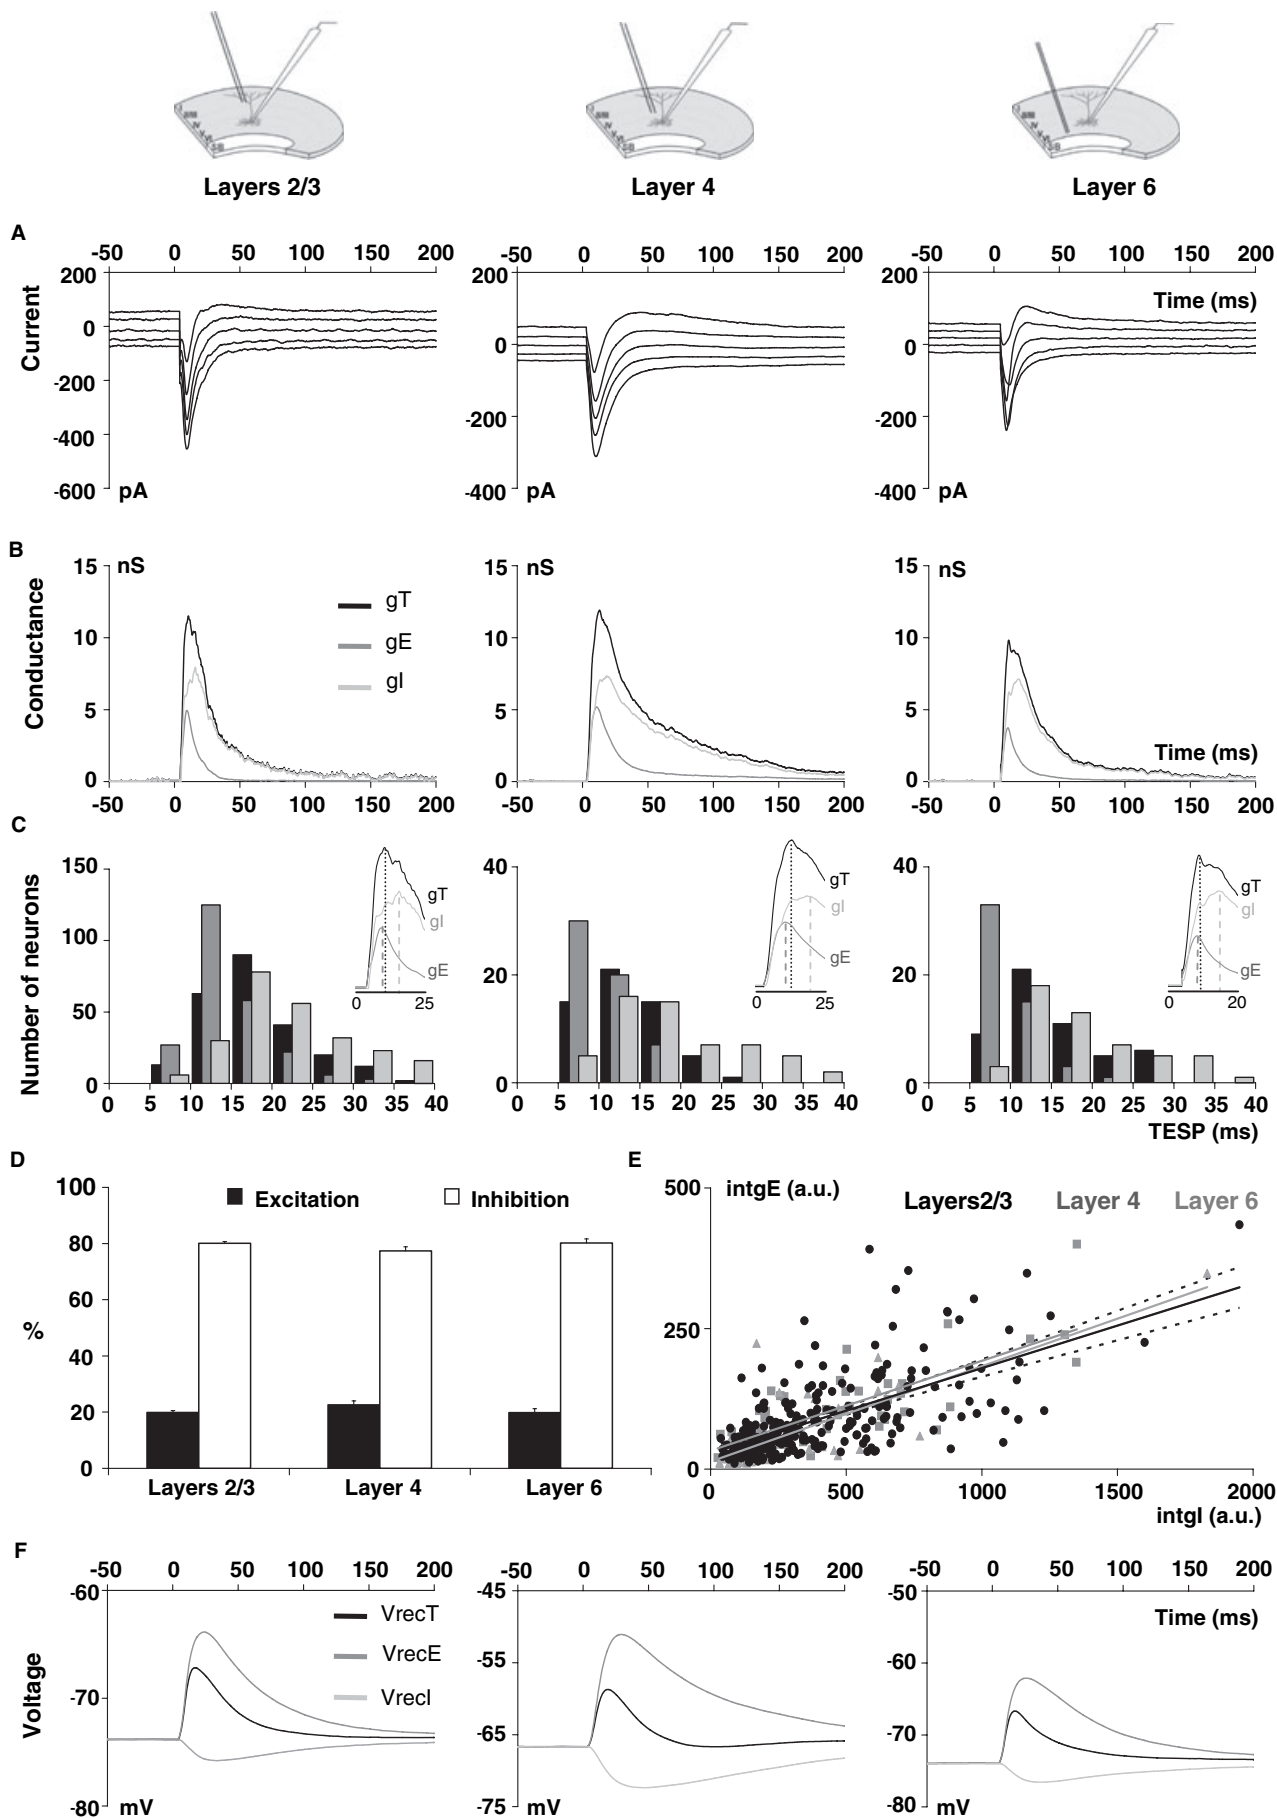 Layers 2/3 Layer 4 Layer 6
A
-50 0 50 100 150 200 -50 0 50 100 150 200 -50 0 50 100 150 200
Current
200
0
-200
-400
-600
pA
200
0
-200
-400
pA
200
0
-200
-400
pA
Time (ms)
B
Conductance
15
10
5
0
nS
gT
gE
gI
-50 0 50 100 150 200
15
10
5
0
nS
-50 0 50 100 150 200
15
10
5
0
nS
Time (ms)
-50 0 50 100 150 200
C
Number of neurons
150
100
50
0
gT
gI
gE
0 25
0 5 10 15 20 25 30 35 40
40
20
0
gT
gI
gE
0 25
0 5 10 15 20 25 30 35 40
40
20
0
gT
gI
gE
0 20
0 5 10 15 20 25 30 35 40
TESP (ms)
D
100
80
60
40
20
0
%
Excitation Inhibition
Layers 2/3 Layer 4 Layer 6
E
500
250
0
intgE (a.u.)
Layers2/3 Layer 4 Layer 6
0 500 1000 1500 2000
intgI (a.u.)
F
-50 0 50 100 150 200 -50 0 50 100 150 200 -50 0 50 100 150 200
Voltage
-60
-70
-80
mV
VrecT
VrecE
VrecI
-45
-55
-65
-75
mV
-50
-60
-70
-80
mV
Time (ms)